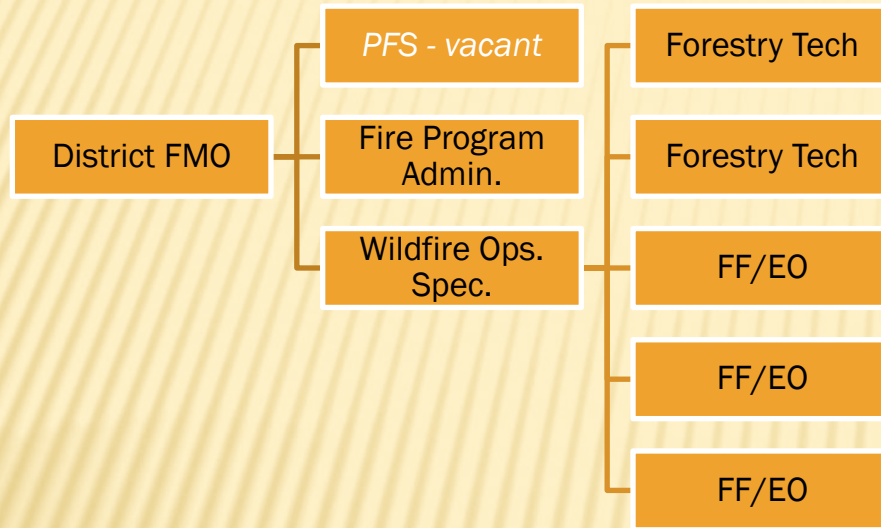 District FMO
PFS - vacant
Fire Program
Admin.
Wildfire Ops.
Spec.
Forestry Tech
Forestry Tech
FF/EO
FF/EO
FF/EO